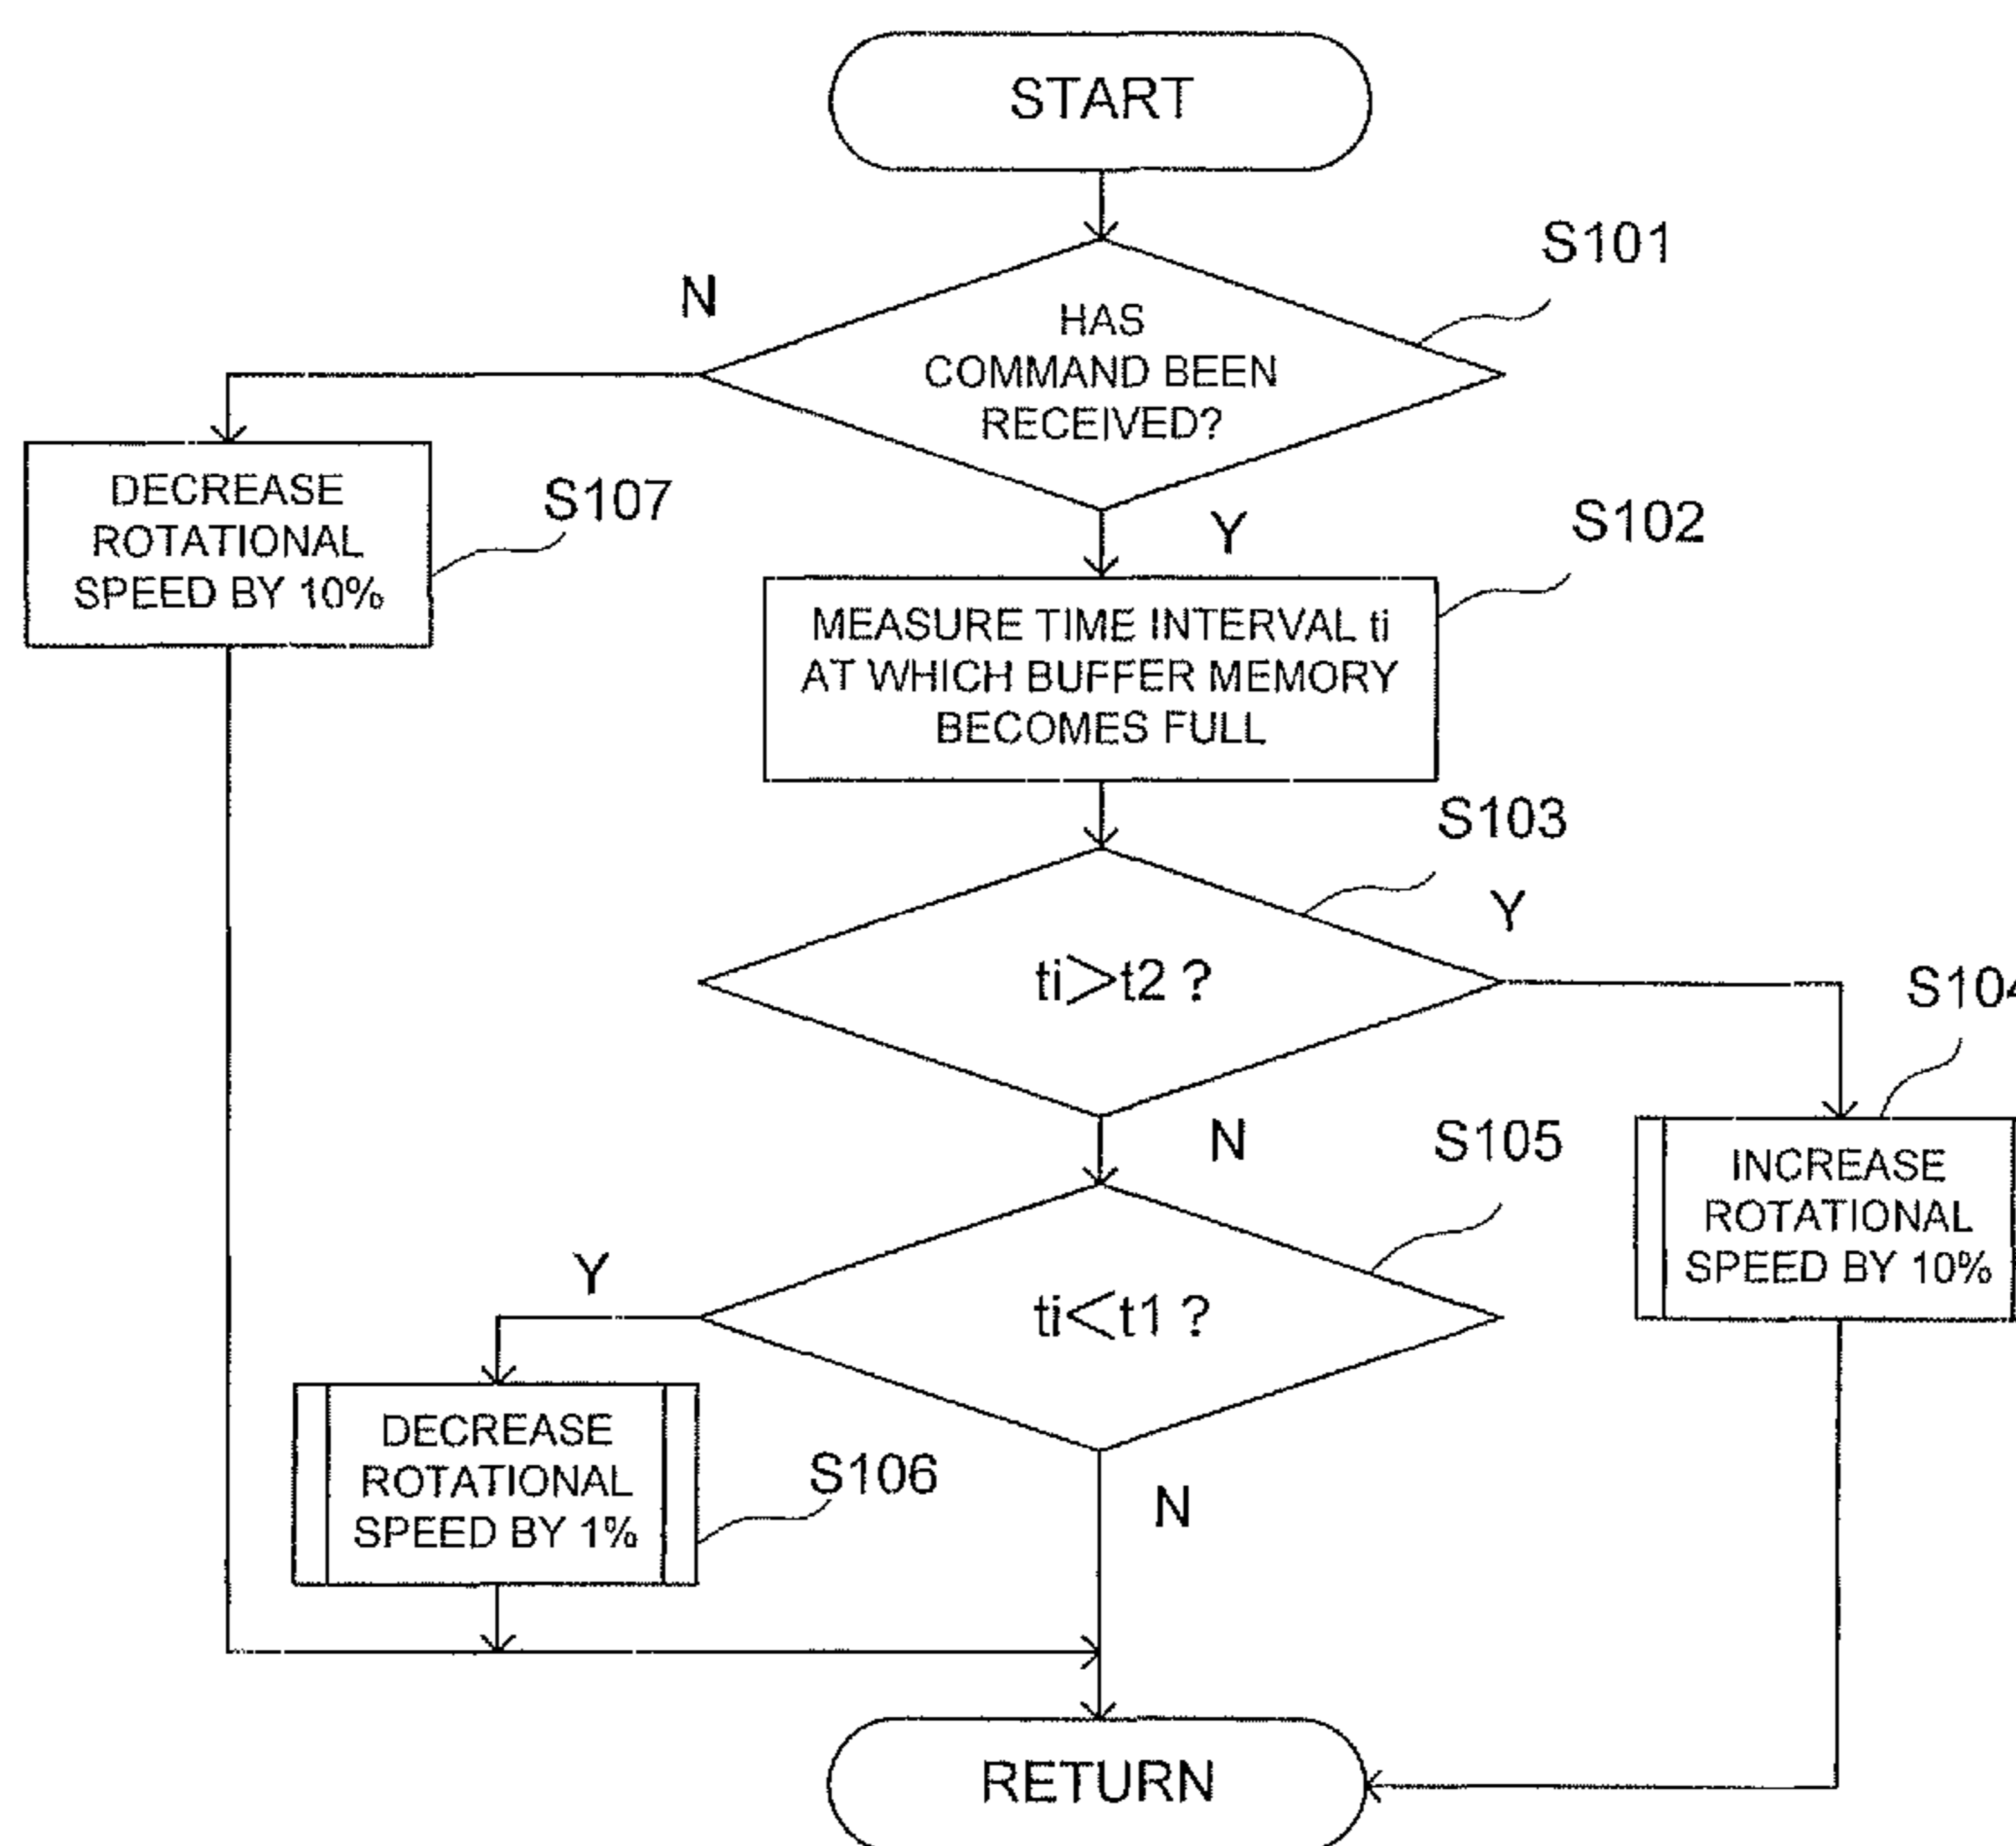 START
S101
N
HAS
COMMAND BEEN
RECEIVED?
DECREASE
ROTATIONAL
SPEED BY 10%
S107
Y
S102
MEASURE TIME INTERVAL ti
AT WHICH BUFFER MEMORY
BECOMES FULL
S103
Y
ti>t2 ?
S104
N
S105
INCREASE
ROTATIONAL
SPEED BY 10%
Y
ti<t1 ?
DECREASE
ROTATIONAL
SPEED BY 1%
S106
N
RETURN